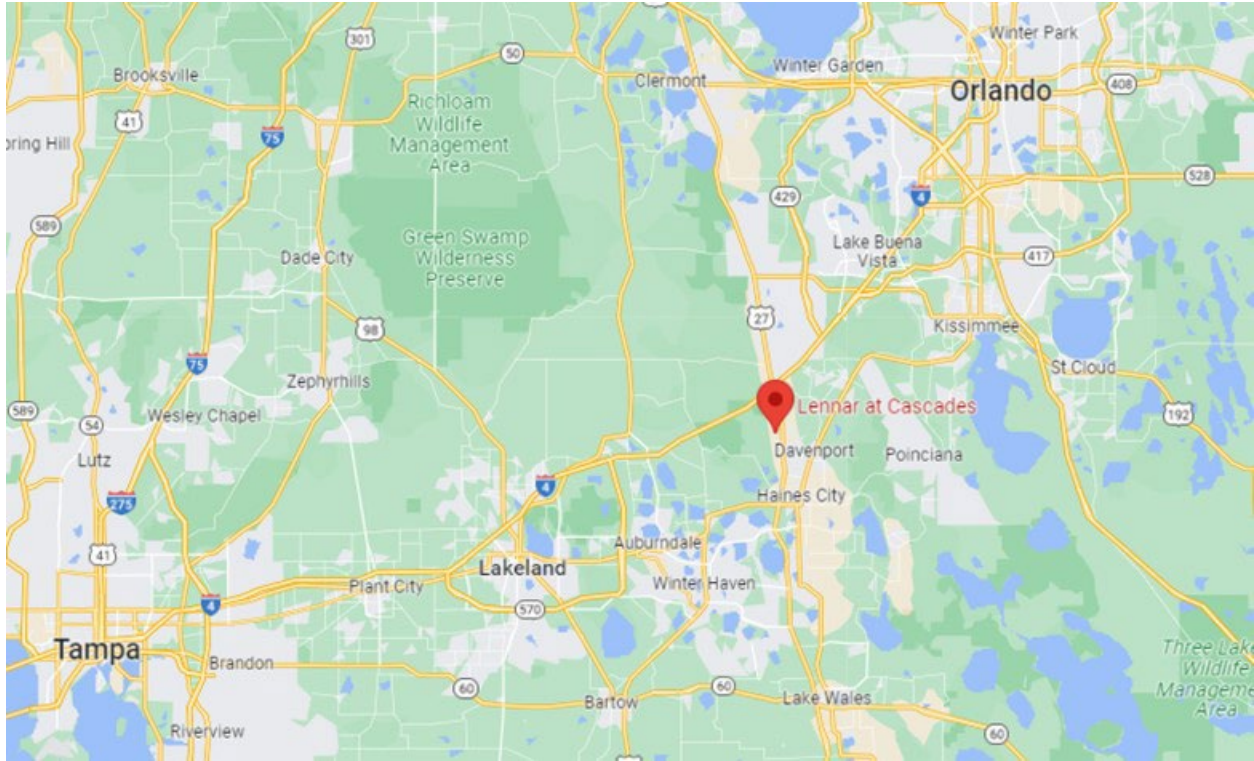 Winter Park
301
50
Brooksville
Clermont
Winter Garden
Orlando
408
Richloam
Wildlife
Management
Area
41
75
oring Hill
528
429
4
589
Green Swamp
Wilderness
Preserve
Dade City
Lake Buena
Vista
417
27
98
Kissimmee
75
St Cloud
Zephyrhills
589
Wesley Chapel
54
Lennar at Cascades
192
Lutz
Davenport
Poinciana
4
275
Haines City
41
Auburndale
Lakeland
Plant City
Winter Haven
4
570
Tampa
Brandon
60
60
Bartow
Lake Wales
Three Lake
Wildlife
Manageme
Area
Riverview
60